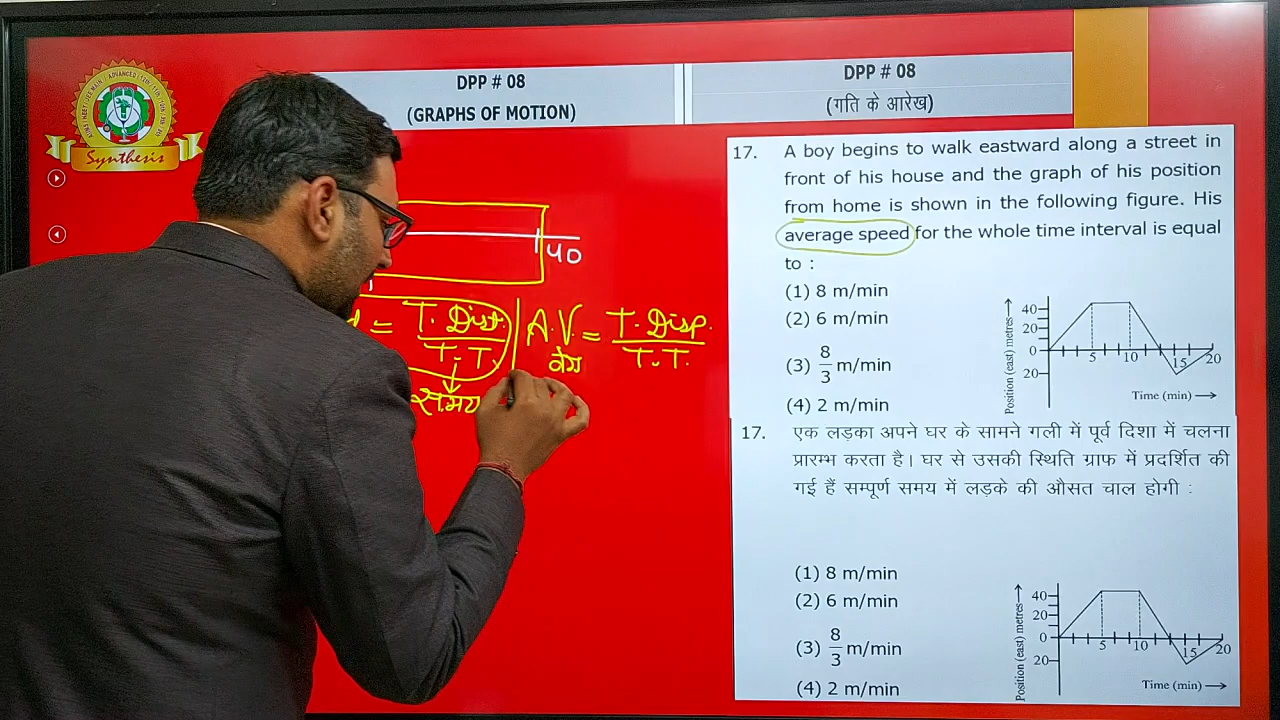 DPP # 08
(GRAPHS OF MOTION)
DPP # 08
(गति के आरेख)
Synthesis
40
= T. Dist.
T. T.
समय
A.V. = T. Disp.
वेग T.T.
17. A boy begins to walk eastward along a street in
front of his house and the graph of his position
from home is shown in the following figure. His
average speed for the whole time interval is equal
to :
(1) 8 m/min
(2) 6 m/min
(3) 8/3 m/min
(4) 2 m/min
Position (east) metres→
40
20
0
20
5 10 15 20
Time (min) →
17. एक लड़का अपने घर के सामने गली में पूर्व दिशा में चलना
प्रारम्भ करता है। घर से उसकी स्थिति ग्राफ में प्रदर्शित की
गई हैं सम्पूर्ण समय में लड़के की औसत चाल होगी :
(1) 8 m/min
(2) 6 m/min
(3) 8/3 m/min
(4) 2 m/min
Position (east) metres→
40
20
0
20
5 10 15 20
Time (min) →